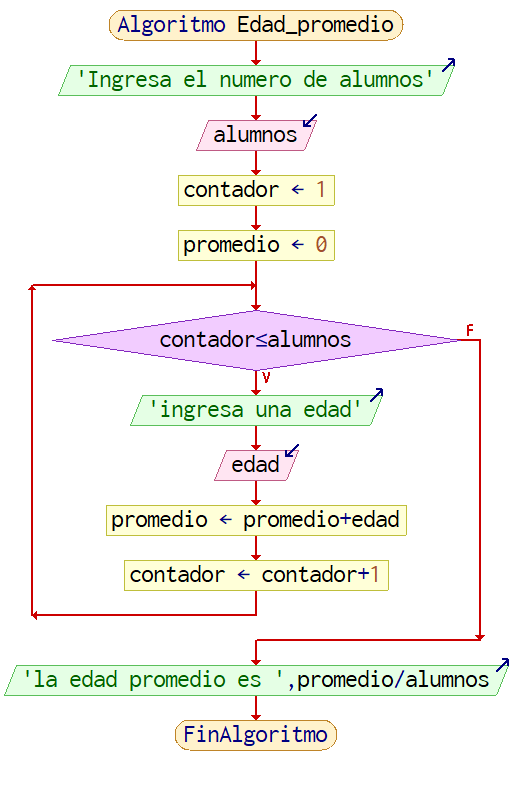 Algoritmo Edad_promedio
'Ingresa el numero de alumnos'
alumnos
contador ← 1
promedio ← 0
contador≤alumnos
F
V
'ingresa una edad'
edad
promedio ← promedio+edad
contador ← contador+1
'la edad promedio es ',promedio/alumnos
FinAlgoritmo